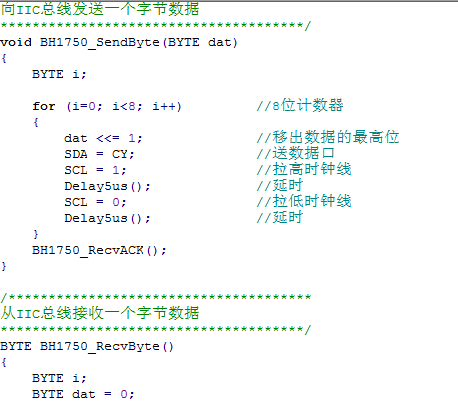 向IIC总线发送一个字节数据
**************************************/
void BH1750_SendByte(BYTE dat)
{
    BYTE i;

    for (i=0; i<8; i++)         //8位计数器
    {
        dat <<= 1;              //移出数据的最高位
        SDA = CY;               //送数据口
        SCL = 1;                //拉高时钟线
        Delay5us();             //延时
        SCL = 0;                //拉低时钟线
        Delay5us();             //延时
    }
    BH1750_RecvACK();
}

/**************************************
从IIC总线接收一个字节数据
**************************************/
BYTE BH1750_RecvByte()
{
    BYTE i;
    BYTE dat = 0;